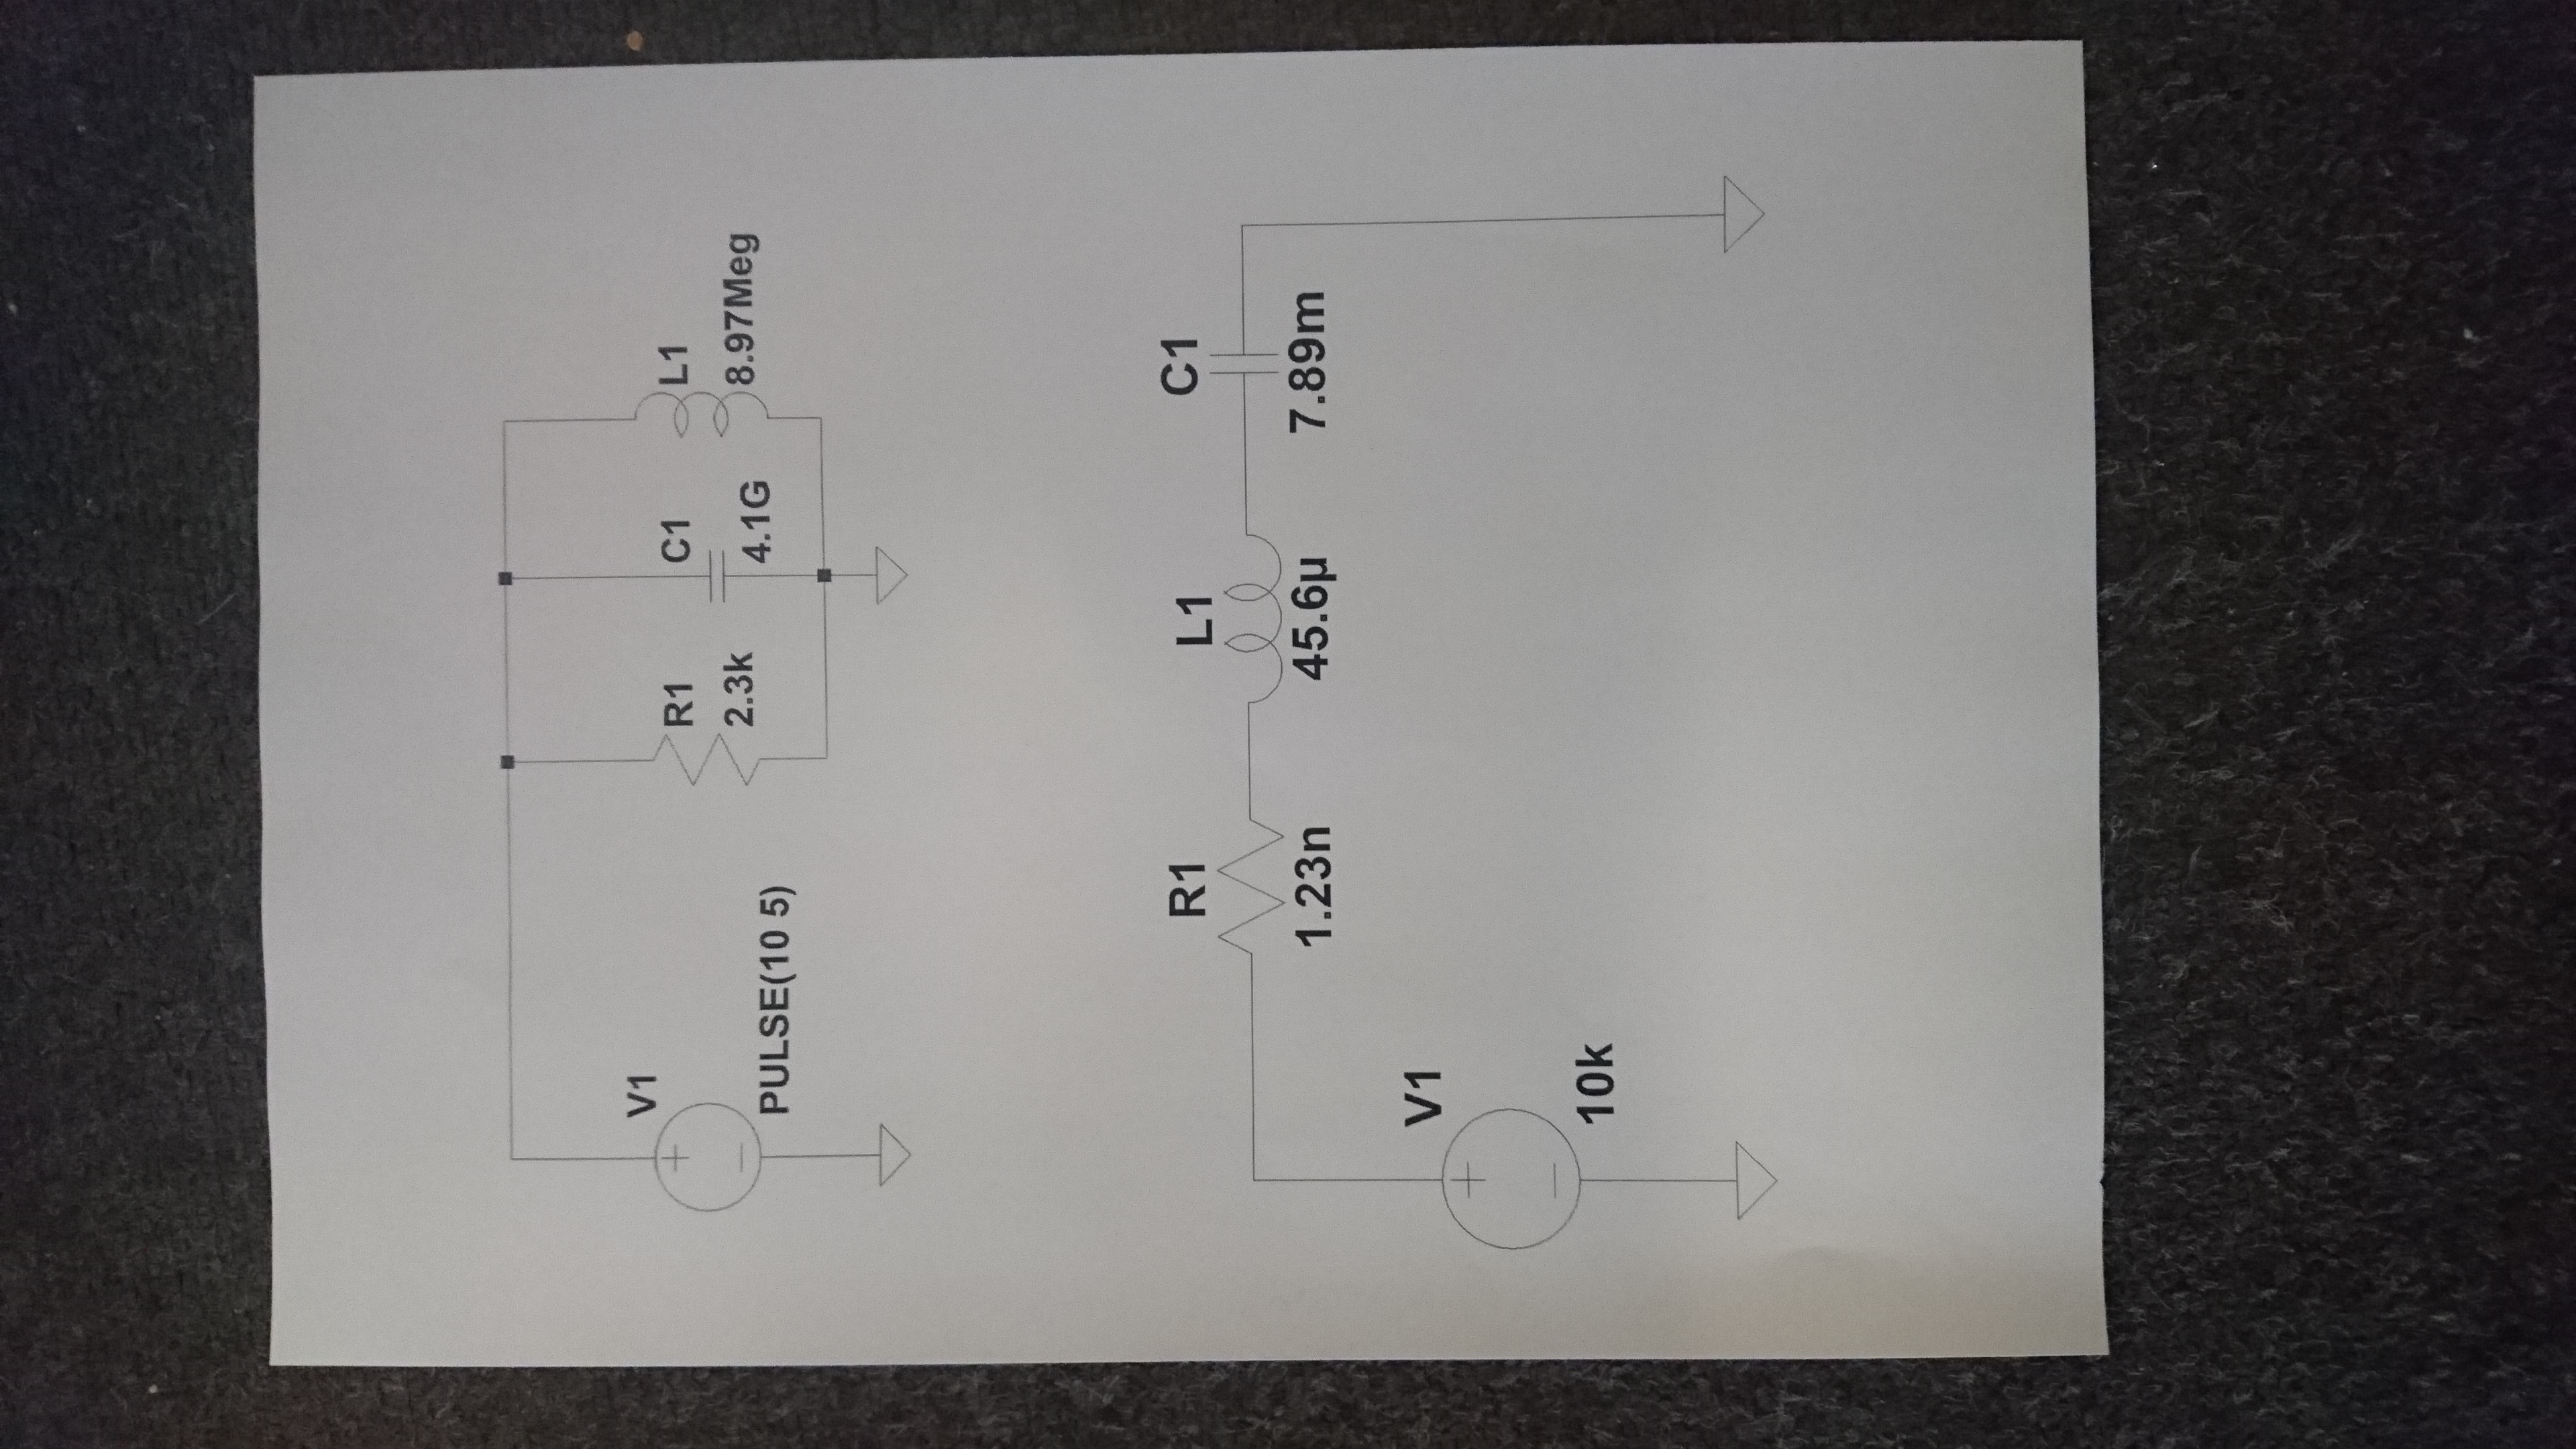 V1
PULSE(10 5)
R1
2.3k
C1
4.1G
L1
8.97Meg
V1
10k
R1
1.23n
L1
45.6µ
C1
7.89m